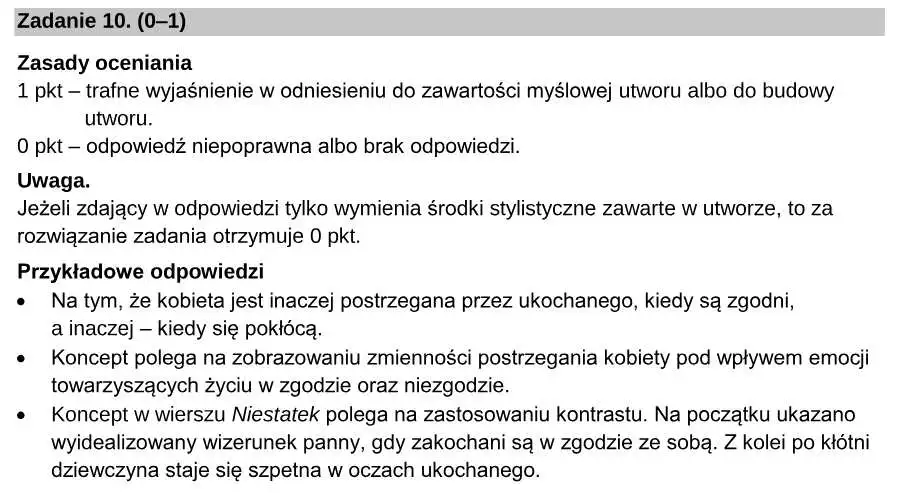 Zadanie 10. (0–1)
Zasady oceniania
1 pkt – trafne wyjaśnienie w odniesieniu do zawartości myślowej utworu albo do budowy
utworu.
0 pkt – odpowiedź niepoprawna albo brak odpowiedzi.
Uwaga.
Jeżeli zdający w odpowiedzi tylko wymienia środki stylistyczne zawarte w utworze, to za
rozwiązanie zadania otrzymuje 0 pkt.
Przykładowe odpowiedzi
• Na tym, że kobieta jest inaczej postrzegana przez ukochanego, kiedy są zgodni,
a inaczej – kiedy się pokłócą.
• Koncept polega na zobrazowaniu zmienności postrzegania kobiety pod wpływem emocji
towarzyszących życiu w zgodzie oraz niezgodzie.
• Koncept w wierszu Niestatek polega na zastosowaniu kontrastu. Na początku ukazano
wyidealizowany wizerunek panny, gdy zakochani są w zgodzie ze sobą. Z kolei po kłótni
dziewczyna staje się szpetna w oczach ukochanego.